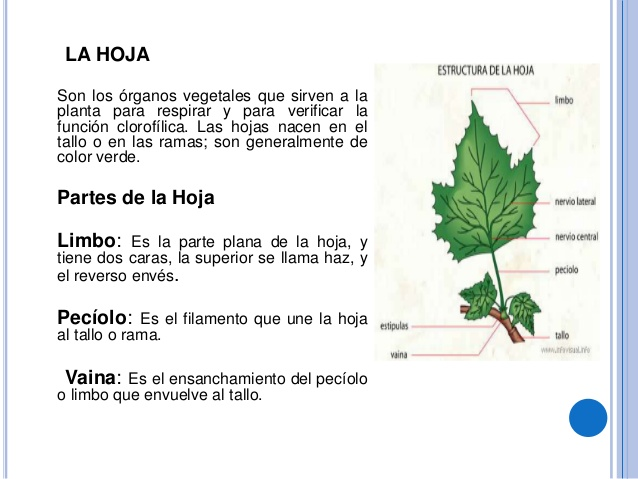 LA HOJA
Son los órganos vegetales que sirven a la
planta para respirar y para verificar la
función clorofílica. Las hojas nacen en el
tallo o en las ramas; son generalmente de
color verde.
Partes de la Hoja
Limbo: Es la parte plana de la hoja, y
tiene dos caras, la superior se llama haz, y
el reverso envés.
Pecíolo: Es el filamento que une la hoja
al tallo o rama.
Vaina: Es el ensanchamiento del pecíolo
o limbo que envuelve al tallo.
ESTRUCTURA DE LA HOJA
limbo
nervio lateral
nervio central
peciolo
estipulas
tallo
www.infovisual.info
vaina